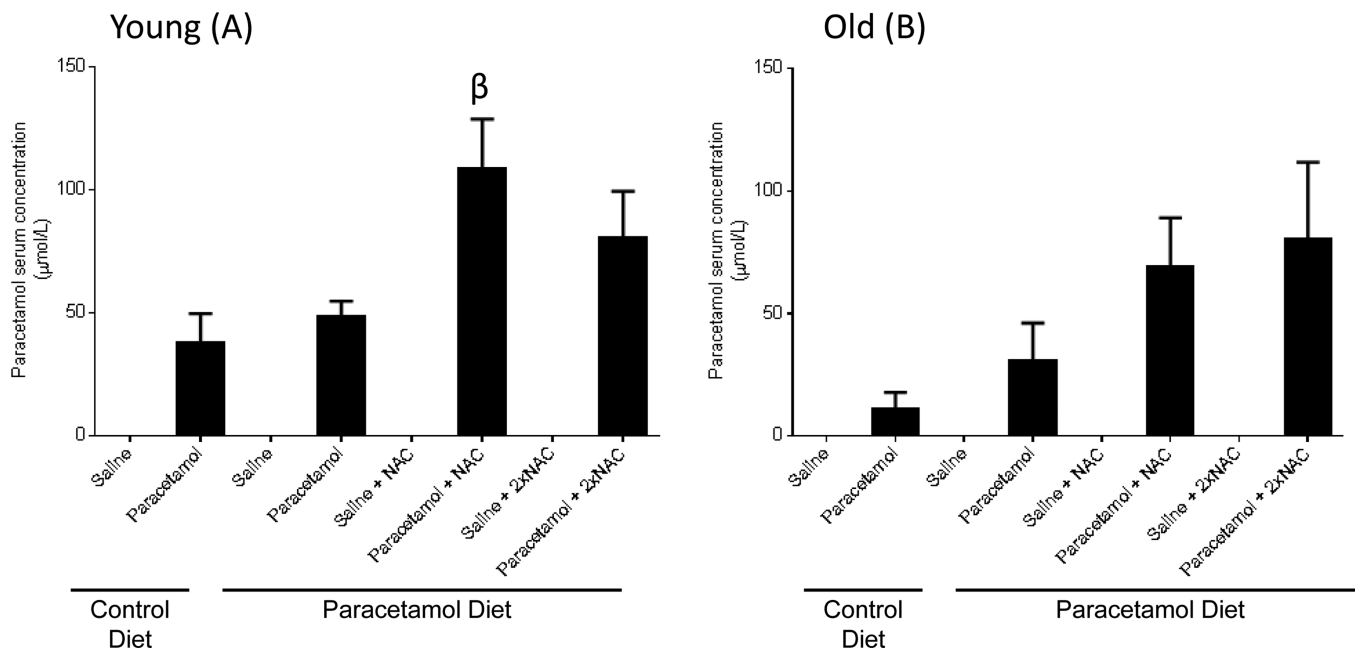 Young (A)
Paracetamol serum concentration
(μmol/L)
150
100
50
0
β
Saline
Paracetamol
Saline
Paracetamol
Saline + NAC
Paracetamol + NAC
Saline + 2xNAC
Paracetamol + 2xNAC
Control
Diet
Paracetamol Diet
Old (B)
Paracetamol serum concentration
(μmol/L)
150
100
50
0
Saline
Paracetamol
Saline
Paracetamol
Saline + NAC
Paracetamol + NAC
Saline + 2xNAC
Paracetamol + 2xNAC
Control
Diet
Paracetamol Diet